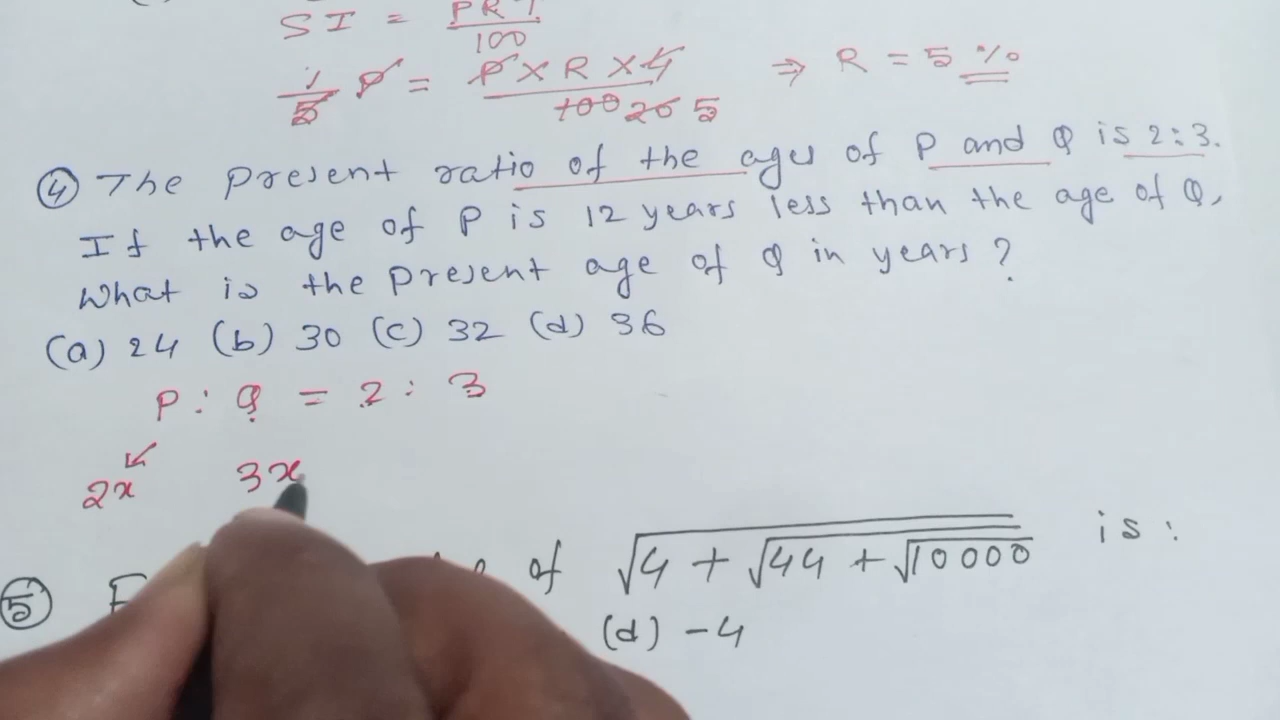 SI = PRT/100
1/5 P = P X R X 4 / 100 20 5 ⇒ R = 5 %
④ The present ratio of the ages of P and Q is 2:3.
If the age of P is 12 years less than the age of Q,
What is the present age of Q in years?
(a) 24 (b) 30 (c) 32 (d) 36
P : Q = 2 : 3
2x 3x
⑤ of √4 + √44 + √10000 is :
(d) -4